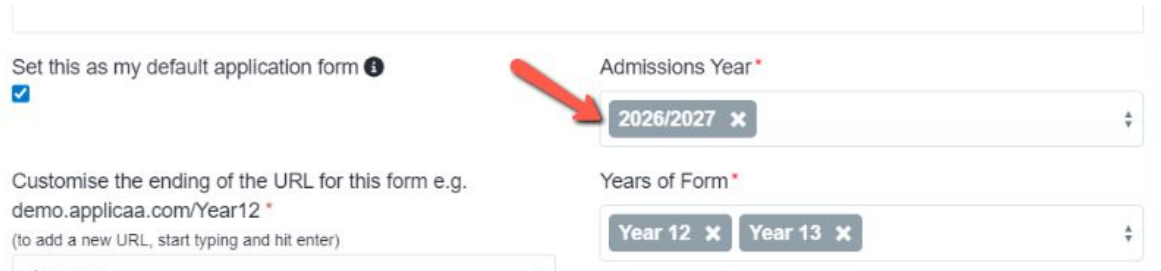 Set this as my default application form
Admissions Year*
2026/2027
Customise the ending of the URL for this form e.g.
demo.applicaa.com/Year12 *
(to add a new URL, start typing and hit enter)
Years of Form*
Year 12 Year 13